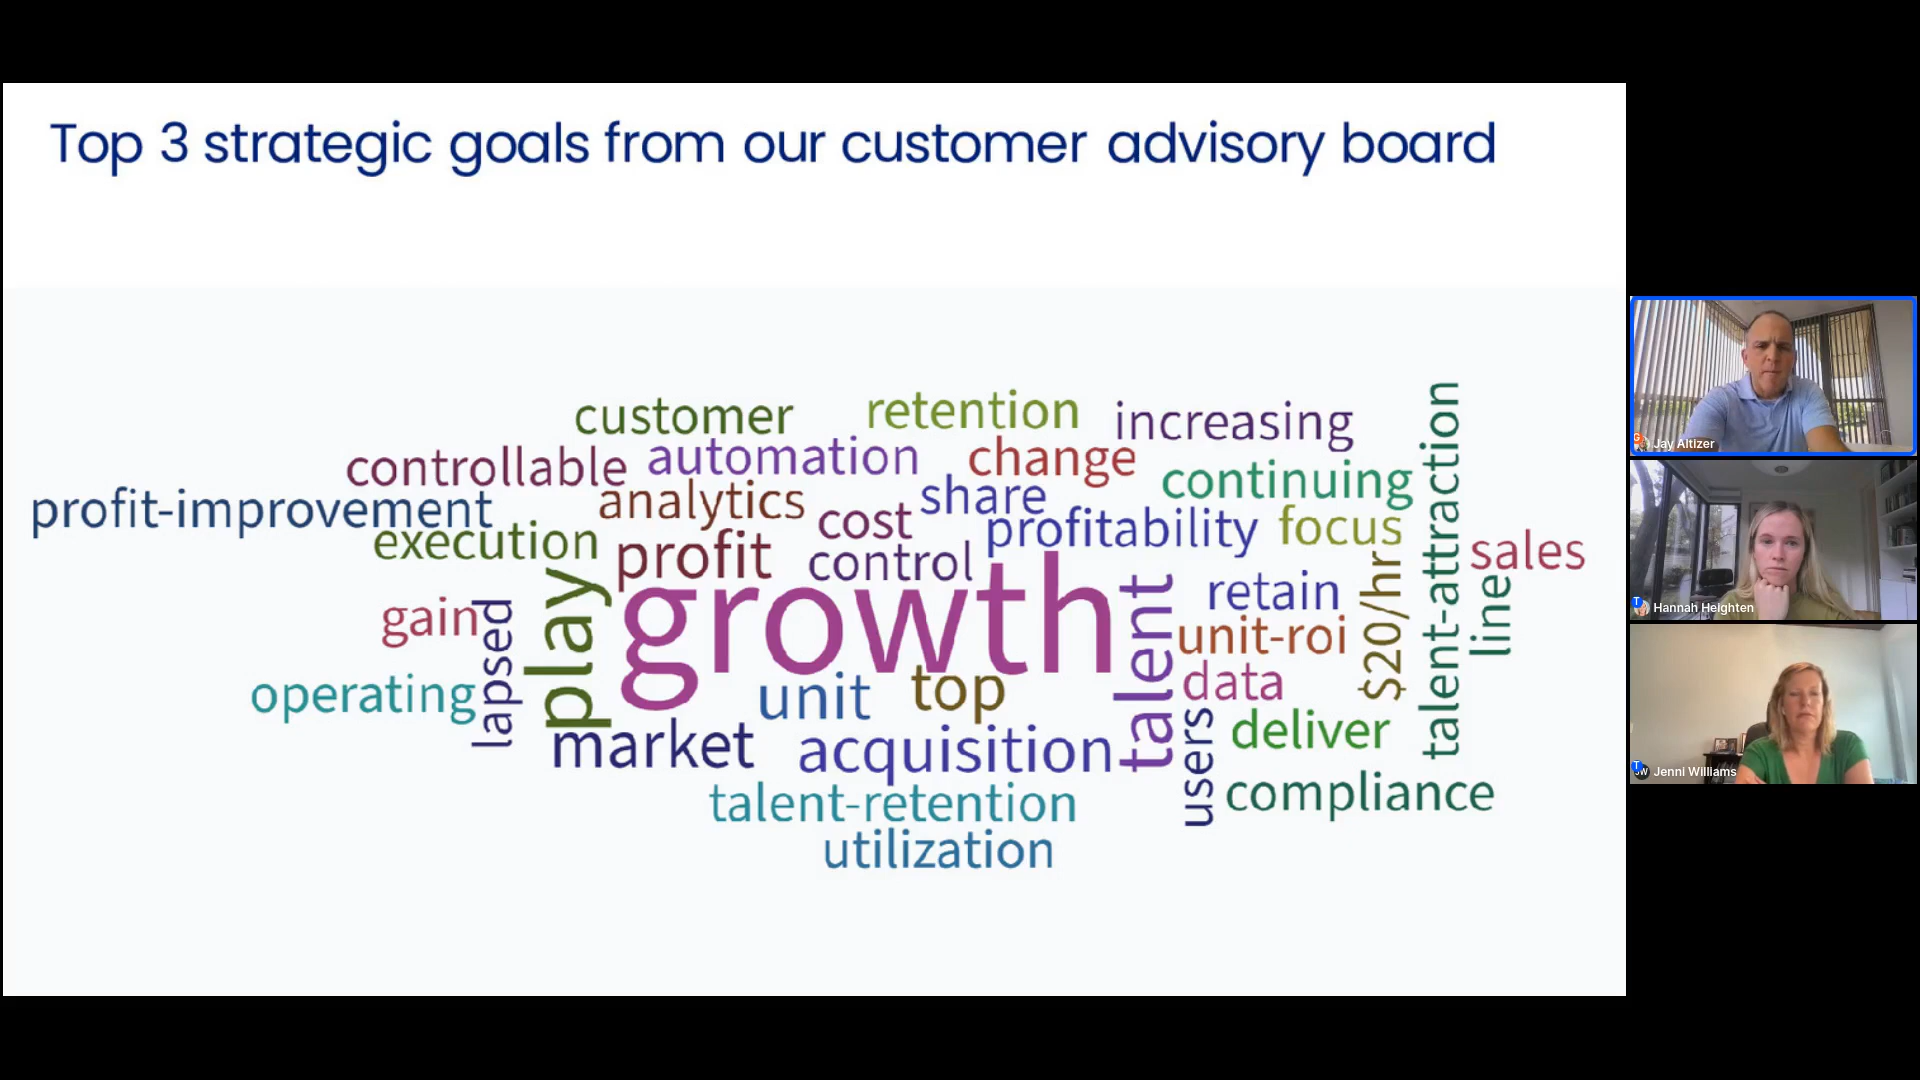 Top 3 strategic goals from our customer advisory board
customer
retention
increasing
controllable
automation
change
continuing
talent-attraction
profit-improvement
analytics
share
execution
cost
profitability
focus
sales
profit
control
line
gain
lapsed
play
growth
talent
retain
$20/hr
unit-roi
operating
unit
top
data
market
acquisition
users
deliver
talent-retention
compliance
utilization
Jay Altizer
Hannah Heighten
Jenni Williams